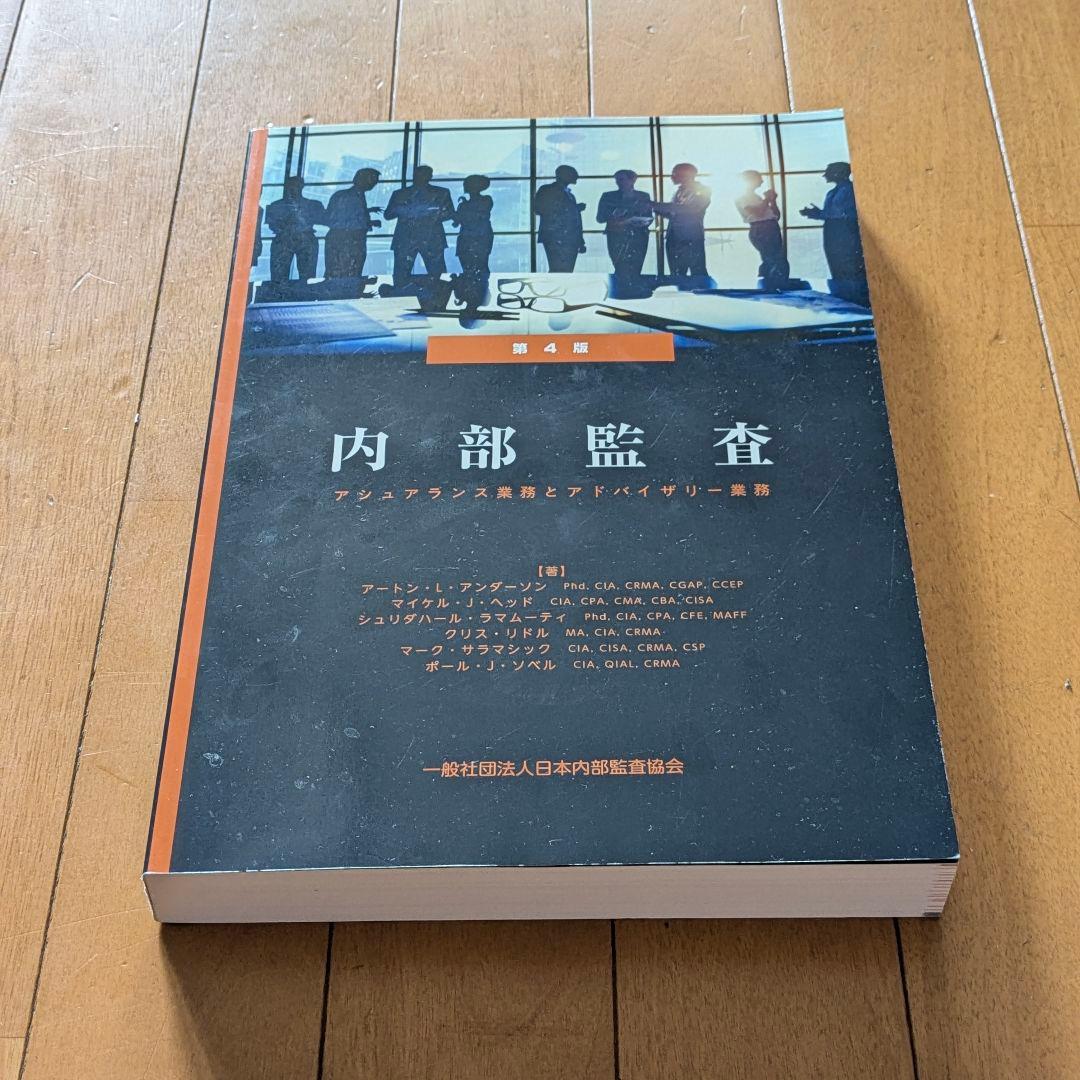 第4版
内部監査
アシュアランス業務とアドバイザリー業務
【著】
アートン・L・アンダーソン Phd, CIA, CRMA, CGAP, CCEP
マイケル・J・ヘッド CIA, CPA, CMA, CBA, CISA
シュリダハール・ラマムーティ Phd, CIA, CPA, CFE, MAFF
クリス・リドル MA, CIA, CRMA
マーク・サラマシック CIA, CISA, CRMA, CSP
ポール・J・ソベル CIA, QIAL, CRMA
一般社団法人日本内部監査協会